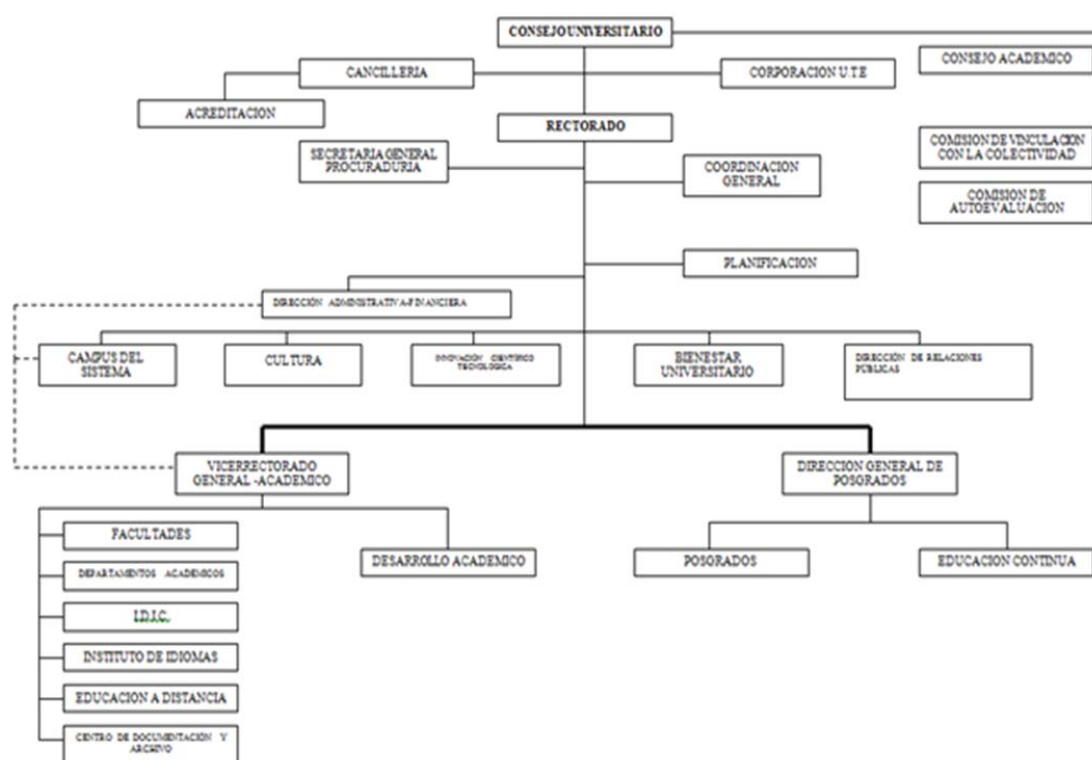 CONSEJO UNIVERSITARIO
CONSEJO ACADEMICO
CANCILLERIA
CORPORACION U.T.E
ACREDITACION
RECTORADO
COMISION DE VINCULACION
CON LA COLECTIVIDAD
SECRETARIA GENERAL
PROCURADURIA
COORDINACION
GENERAL
COMISION DE
AUTOEVALUACION
PLANIFICACION
DIRECCIÓN ADMINISTRATIVA-FINANCIERA
CAMPUS DEL
SISTEMA
CULTURA
INNOVACIÓN CIENTÍFICO
TECNOLOGICA
BIENESTAR
UNIVERSITARIO
DIRECCIÓN DE RELACIONES
PÚBLICAS
VICERRECTORADO
GENERAL -ACADEMICO
DIRECCION GENERAL DE
POSGRADOS
FACULTADES
DESARROLLO ACADEMICO
POSGRADOS
EDUCACION CONTINUA
DEPARTAMENTOS ACADEMICOS
I.D.I.C.
INSTITUTO DE IDIOMAS
EDUCACION A DISTANCIA
CENTRO DE DOCUMENTACIÓN Y
ARCHIVO